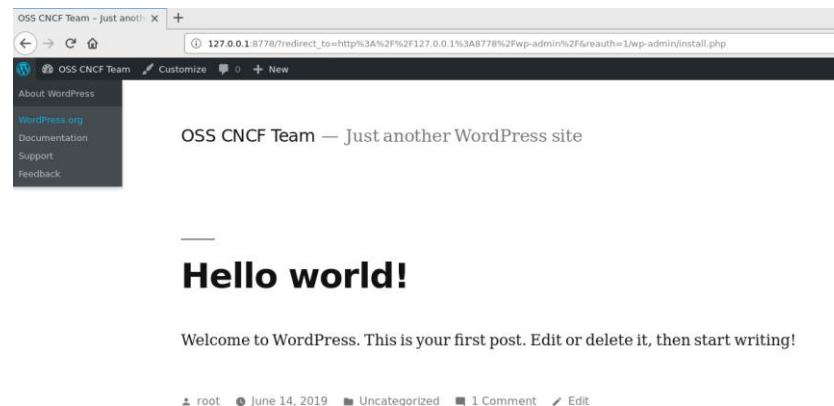 OSS CNCF Team – Just anoth
127.0.0.1:8778/?redirect_to=http%3A%2F%2F127.0.0.1%3A8778%2Fwp-admin%2F&reauth=1/wp-admin/install.php
OSS CNCF Team Customize 0 New
About WordPress
WordPress.org
Documentation
Support
Feedback
OSS CNCF Team — Just another WordPress site
Hello world!
Welcome to WordPress. This is your first post. Edit or delete it, then start writing!
root June 14, 2019 Uncategorized 1 Comment Edit